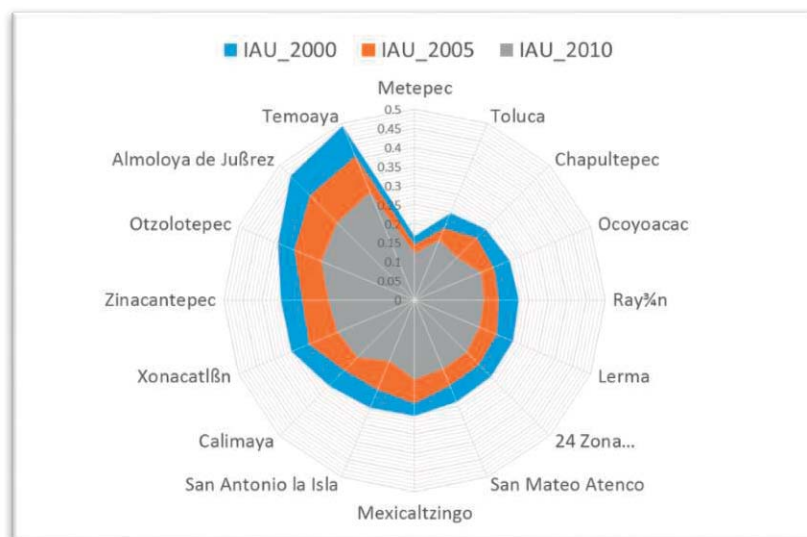 IAU_2000 IAU_2005 IAU_2010
Metepec
Toluca
Chapultepec
Ocoyoacac
Ray¾n
Lerma
24 Zona...
San Mateo Atenco
Mexicaltzingo
San Antonio la Isla
Calimaya
Xonacatlßn
Zinacantepec
Otzolotepec
Almoloya de Jußrez
Temoaya
0.5
0.45
0.4
0.35
0.3
0.25
0.2
0.15
0.1
0.05
0